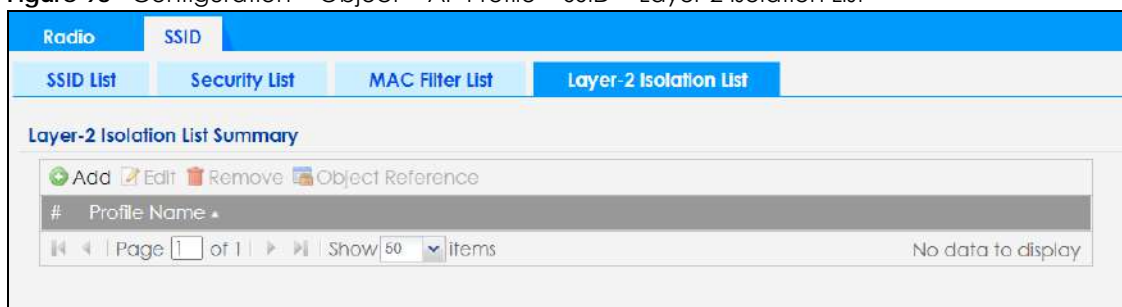 Radio SSID
SSID List Security List MAC Filter List Layer-2 Isolation List
Layer-2 Isolation List Summary
Add Edit Remove Object Reference
# Profile Name
Page 1 of 1 Show 50 items No data to display